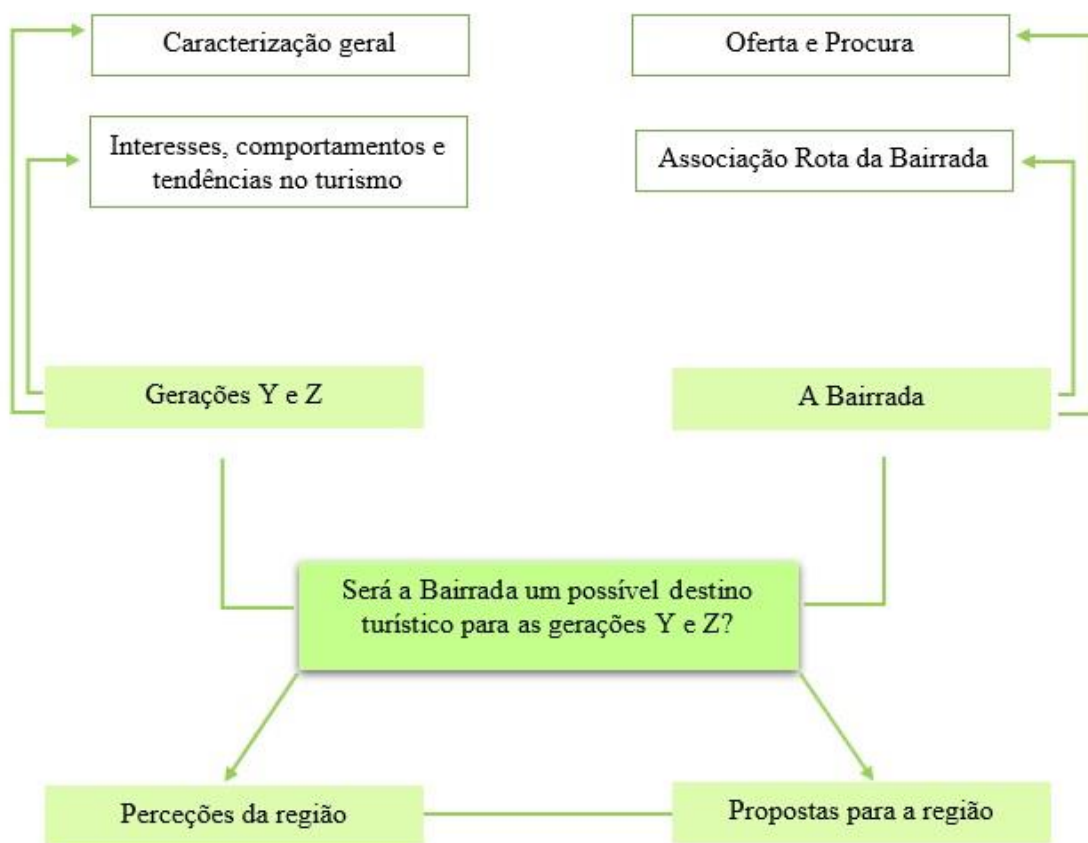 Caracterização geral
Oferta e Procura
Interesses, comportamentos e
tendências no turismo
Associação Rota da Bairrada
Gerações Y e Z
A Bairrada
Será a Bairrada um possível destino
turístico para as gerações Y e Z?
Perceções da região
Propostas para a região